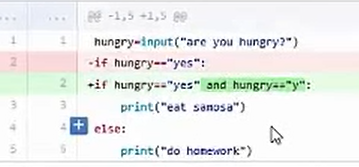 ... ... @@ -1,5 +1,5 @@
1 1 hungry=input("are you hungry?")
2 -if hungry=="yes":
2 +if hungry=="yes" and hungry=="y":
3 3 print("eat samosa")
4 4 + else:
5 5 print("do homework")